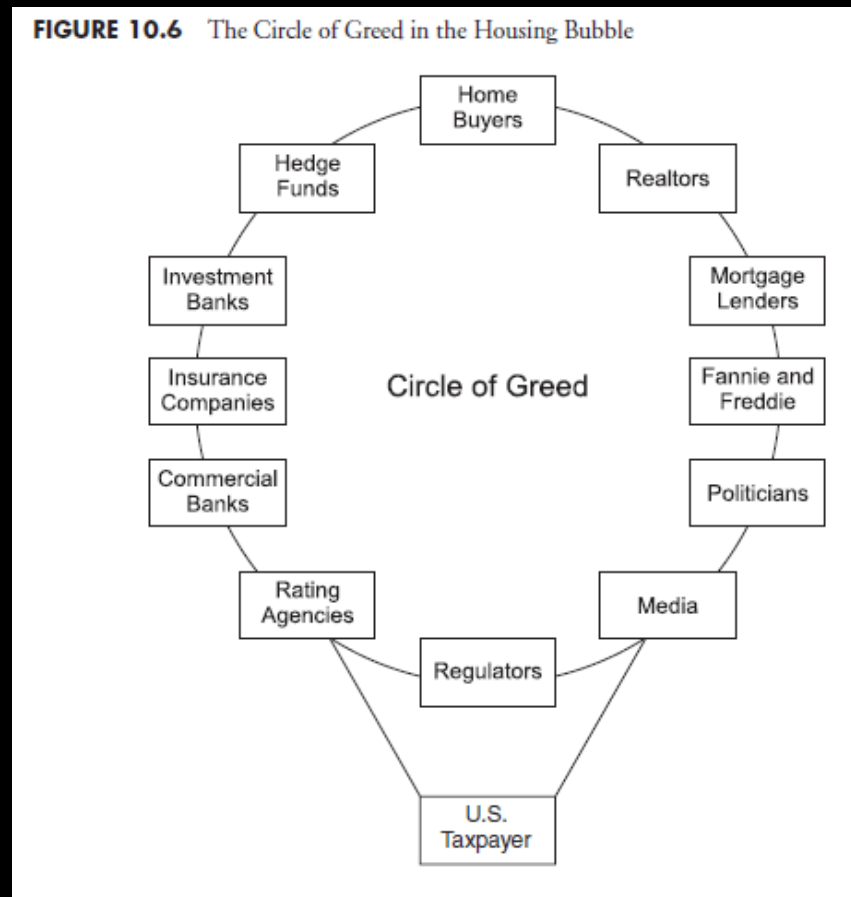 FIGURE 10.6 The Circle of Greed in the Housing Bubble
Home
Buyers
Hedge
Funds
Realtors
Investment
Banks
Mortgage
Lenders
Insurance
Companies
Circle of Greed
Fannie and
Freddie
Commercial
Banks
Politicians
Rating
Agencies
Media
Regulators
U.S.
Taxpayer